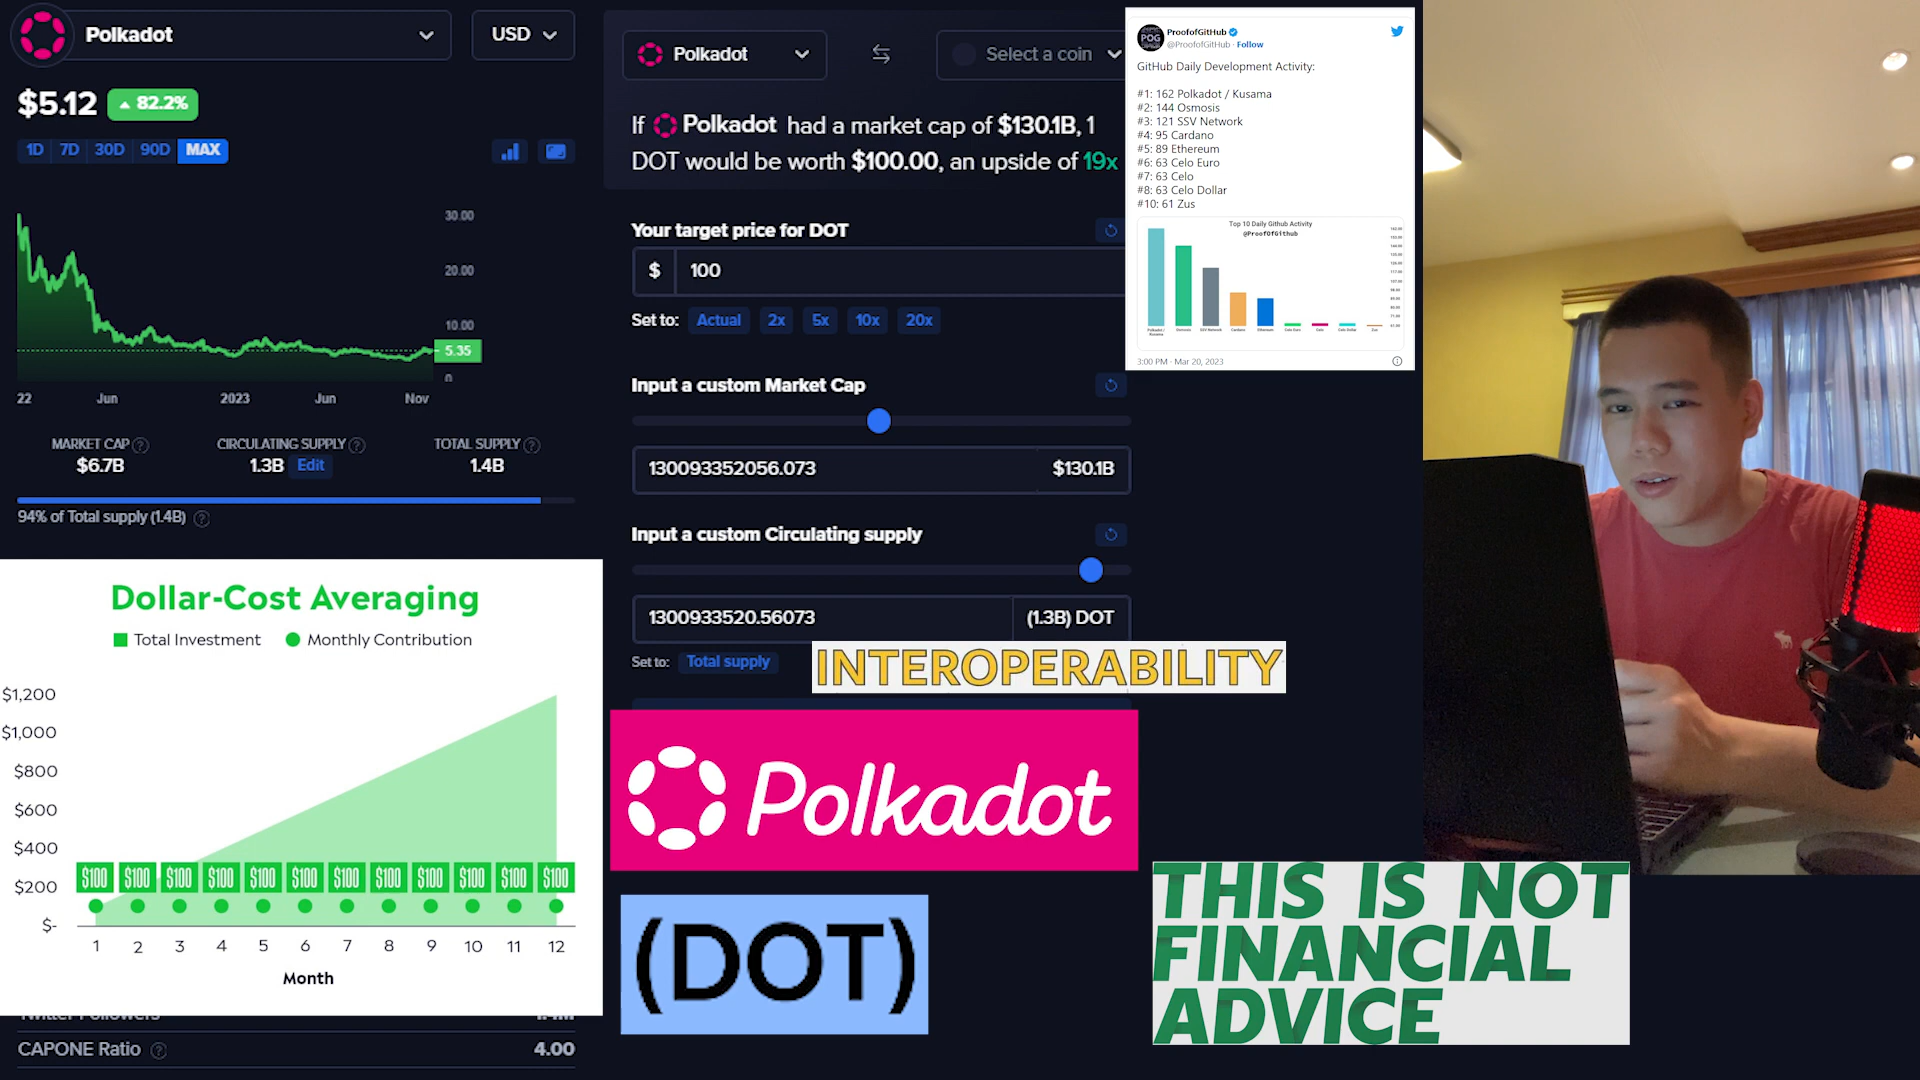 Polkadot
USD
$5.12
82.2%
1D 7D 30D 90D MAX
30.00
20.00
10.00
5.35
0
22 Jun 2023 Jun Nov
MARKET CAP CIRCULATING SUPPLY TOTAL SUPPLY
$6.7B 1.3B Edit 1.4B
94% of Total supply (1.4B)
Dollar-Cost Averaging
Total Investment Monthly Contribution
$1,200
$1,000
$800
$600
$400
$200
$-
$100 $100 $100 $100 $100 $100 $100 $100 $100 $100 $100 $100
1 2 3 4 5 6 7 8 9 10 11 12
Month
Twitter Followers 1.4M
CAPONE Ratio 4.00
Polkadot Select a coin
If Polkadot had a market cap of $130.1B, 1
DOT would be worth $100.00, an upside of 19x
Your target price for DOT
$ 100
Set to: Actual 2x 5x 10x 20x
Input a custom Market Cap
130093352056.073 $130.1B
Input a custom Circulating supply
1300933520.56073 (1.3B) DOT
Set to: Total supply
INTEROPERABILITY
Polkadot
(DOT)
POG
ProofofGitHub
@ProofofGitHub · Follow
GitHub Daily Development Activity:
#1: 162 Polkadot / Kusama
#2: 144 Osmosis
#3: 121 SSV Network
#4: 95 Cardano
#5: 89 Ethereum
#6: 63 Celo Euro
#7: 63 Celo
#8: 63 Celo Dollar
#10: 61 Zus
Top 10 Daily Github Activity
@ProofOfGithub
3:00 PM · Mar 20, 2023
THIS IS NOT
FINANCIAL
ADVICE